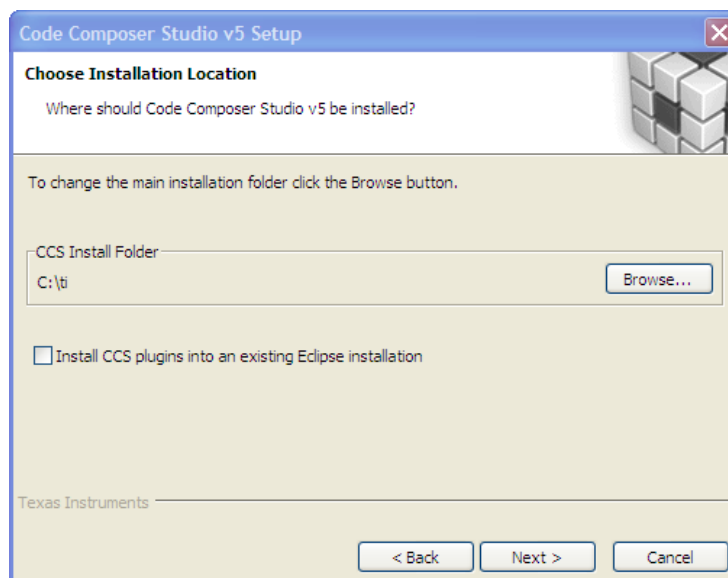 Code Composer Studio v5 Setup
Choose Installation Location
Where should Code Composer Studio v5 be installed?
To change the main installation folder click the Browse button.
CCS Install Folder
C:\ti
Browse...
Install CCS plugins into an existing Eclipse installation
Texas Instruments
< Back
Next >
Cancel